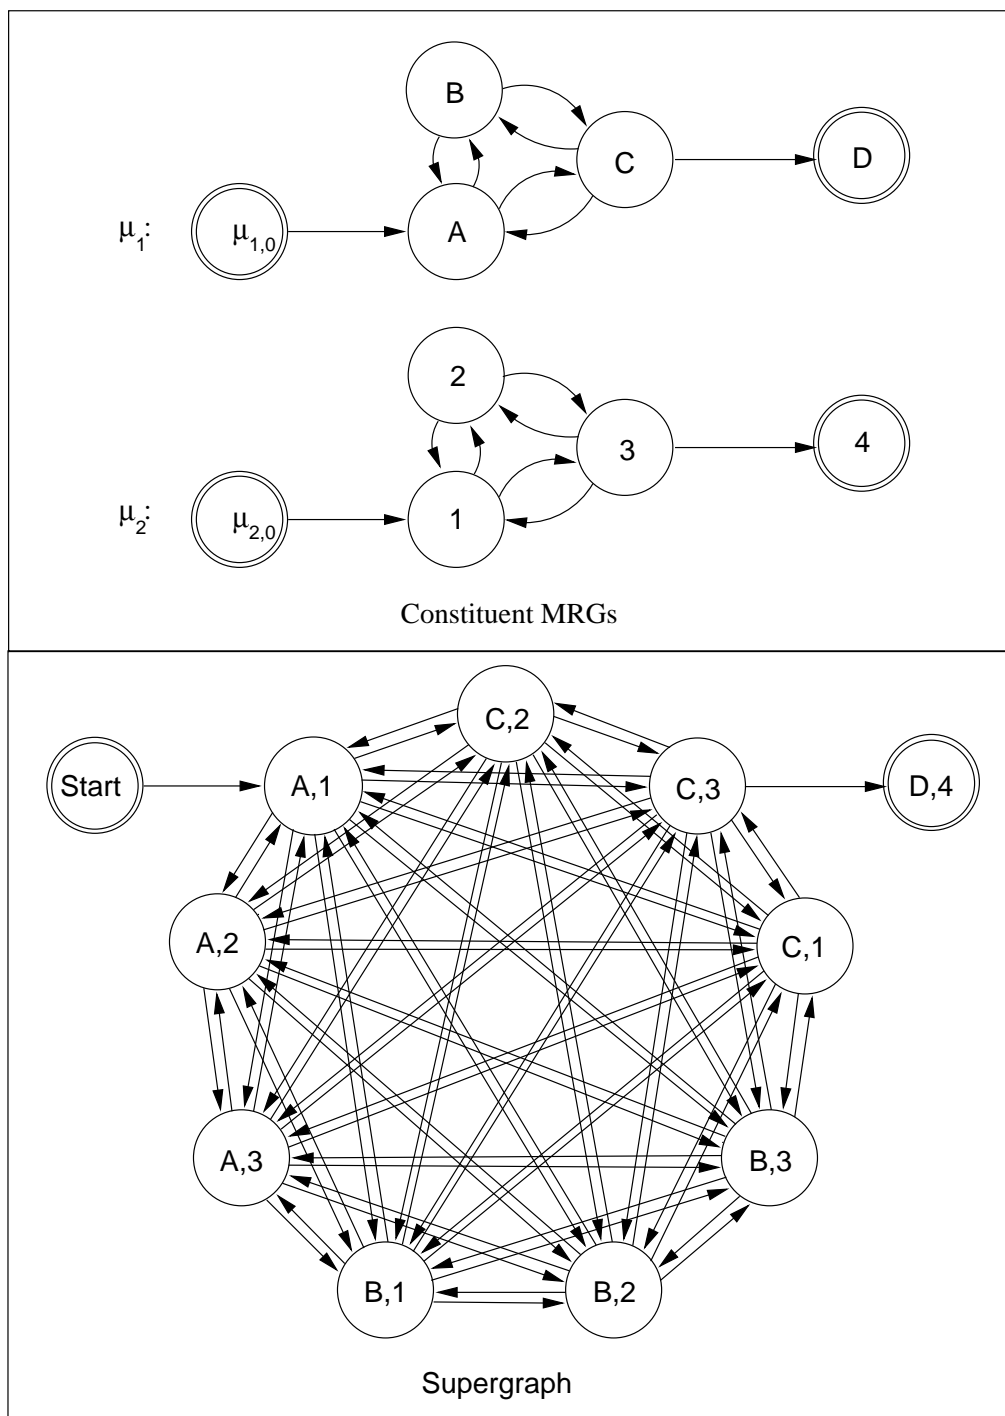 B
C
D
μ1:
μ1,0
A
2
3
4
μ2:
μ2,0
1
Constituent MRGs
C,2
Start
A,1
C,3
D,4
A,2
C,1
A,3
B,3
B,1
B,2
Supergraph